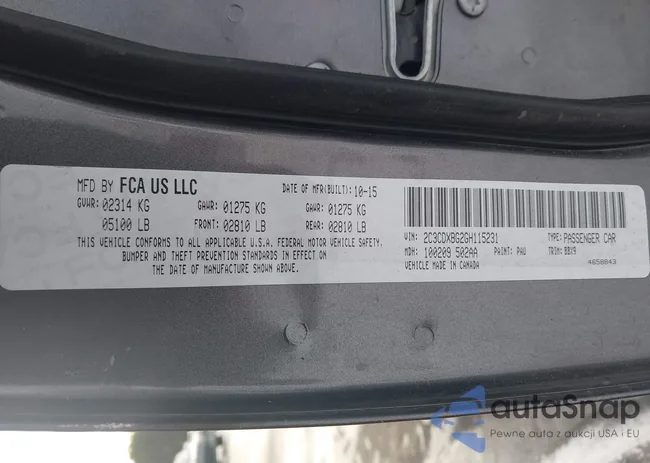 MFD BY FCA US LLC
DATE OF MFR(BUILT): 10-15
GVWR: 02314 KG
GAWR: 01275 KG
GAWR: 01275 KG
05100 LB
FRONT: 02810 LB
REAR: 02810 LB
THIS VEHICLE CONFORMS TO ALL APPLICABLE U.S.A. FEDERAL MOTOR VEHICLE SAFETY,
BUMPER AND THEFT PREVENTION STANDARDS IN EFFECT ON
THE DATE OF MANUFACTURE SHOWN ABOVE.
VIN: 2C3CDXBG2GH115231
TYPE: PASSENGER CAR
MDH: 100209 502AA
PAINT: PAU
TRIM: BBX9
VEHICLE MADE IN CANADA
4658843
autoSnap
Pewne auta z aukcji USA i EU